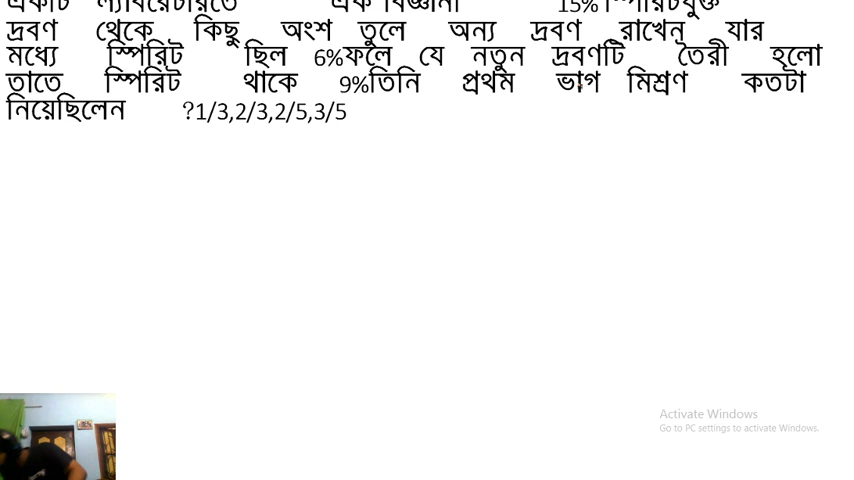 একটি ল্যাবরেটরিতে এক বিজ্ঞানী 15% স্পিরিটযুক্ত
দ্রবণ থেকে কিছু অংশ তুলে অন্য দ্রবণ রাখেন যার
মধ্যে স্পিরিট ছিল 6%ফলে যে নতুন দ্রবণটি তৈরী হলো
তাতে স্পিরিট থাকে 9%তিনি প্রথম ভাগ মিশ্রণ কতটা
নিয়েছিলেন ?1/3,2/3,2/5,3/5
Activate Windows
Go to PC settings to activate Windows.